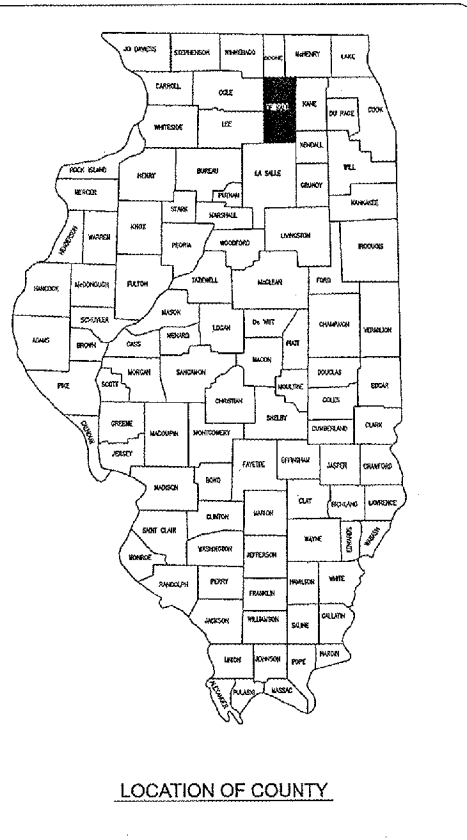 JO DAVIESS STEPHENSON WINNEBAGO BOONE McHENRY LAKE
CARROLL OGLE KANE COOK
DU PAGE
WHITESIDE LEE
KENDALL
ROCK ISLAND HENRY BUREAU LA SALLE WILL
GRUNDY
MERCER PUTNAM KANKAKEE
STARK MARSHALL
HENDERSON WARREN KNOX PEORIA WOODFORD LIVINGSTON IROQUOIS
TAZEWELL McCLEAN FORD
HANCOCK McDONOUGH FULTON
MASON CHAMPAIGN VERMILION
SCHUYLER LOGAN De WITT
ADAMS BROWN CASS MENARD PIATT
MACON
MORGAN SANGAMON DOUGLAS
PIKE SCOTT MOULTRIE EDGAR
CHRISTIAN COLES
SHELBY
GREENE MACOUPIN MONTGOMERY CUMBERLAND CLARK
CALHOUN
JERSEY FAYETTE EFFINGHAM JASPER CRAWFORD
MADISON BOND CLAY RICHLAND LAWRENCE
CLINTON MARION
SAINT CLAIR WAYNE EDWARDS WABASH
WASHINGTON JEFFERSON
MONROE
RANDOLPH PERRY HAMILTON WHITE
FRANKLIN
JACKSON WILLIAMSON SALINE GALLATIN
UNION JOHNSON POPE HARDIN
ALEXANDER PULASKI MASSAC
LOCATION OF COUNTY